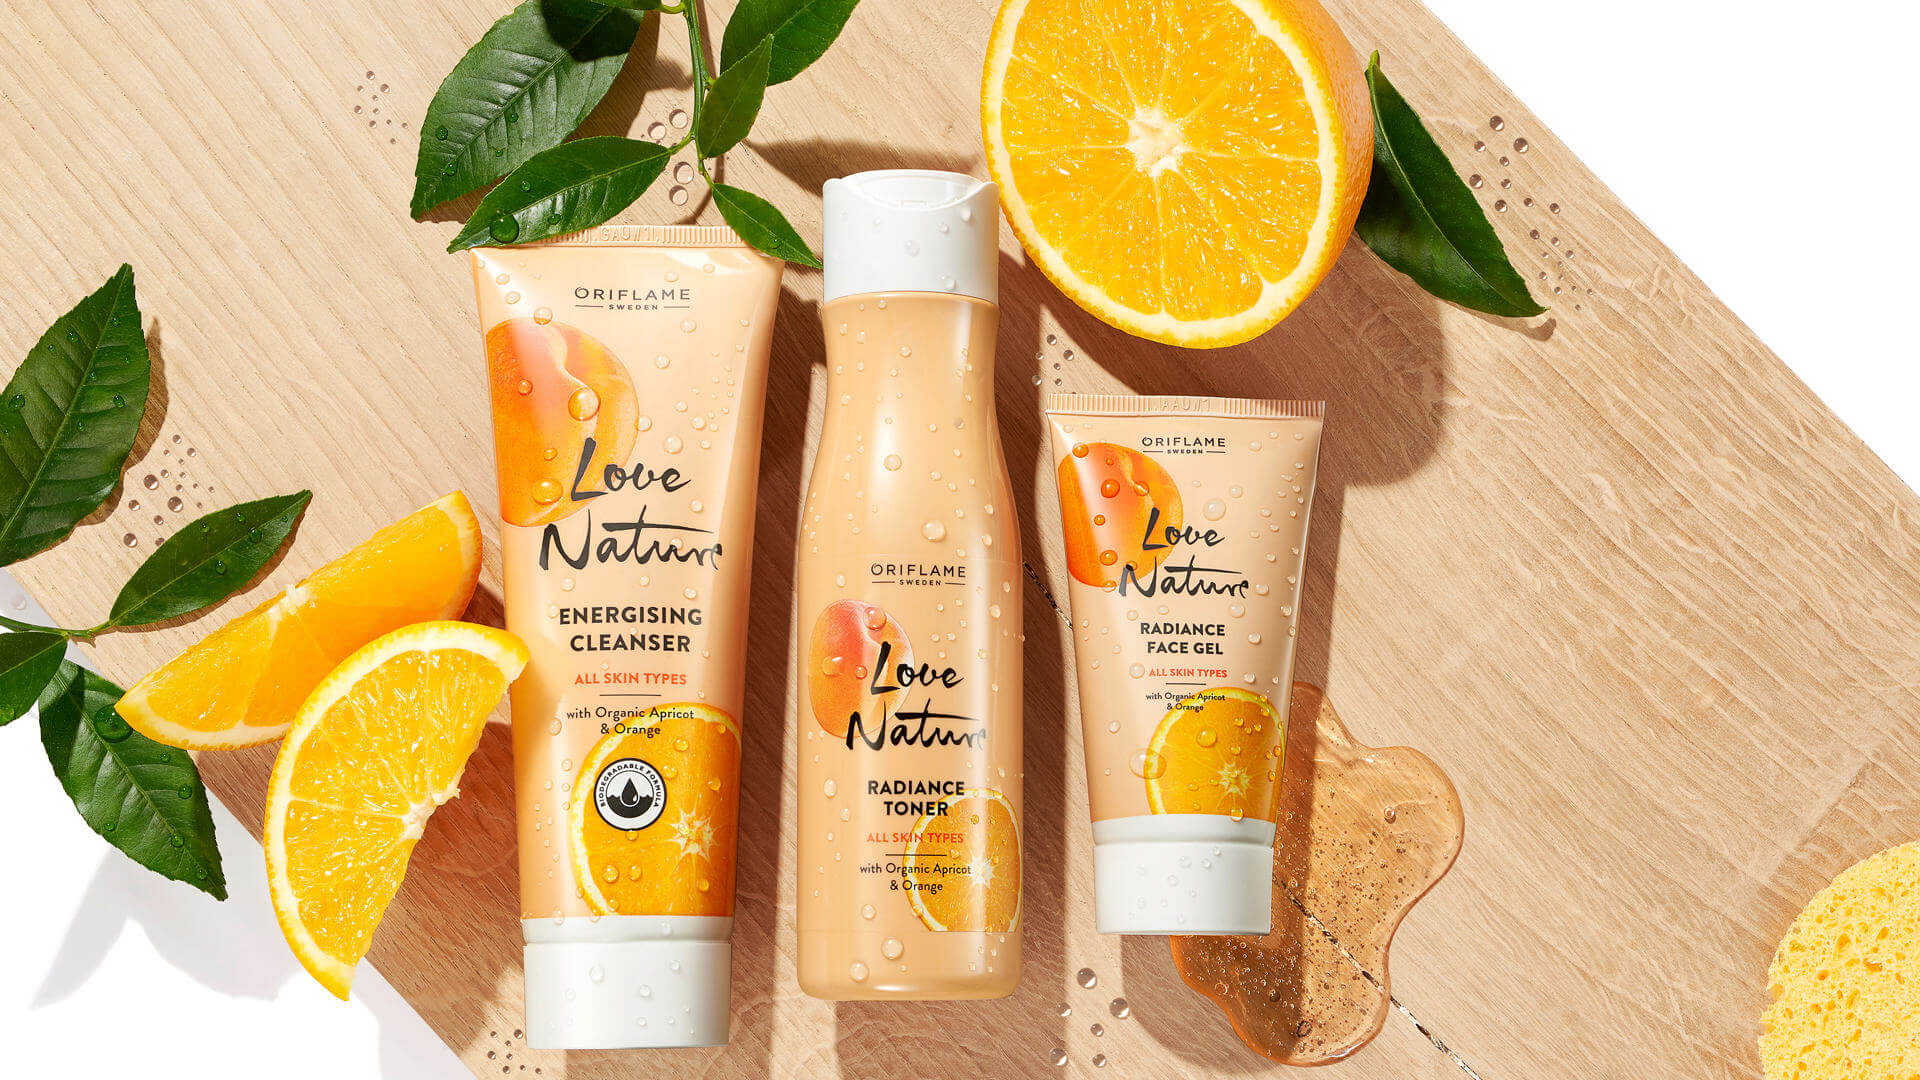 ORIFLAME
SWEDEN
Love
Nature
ENERGISING
CLEANSER
ALL SKIN TYPES
with Organic Apricot
& Orange
BIODEGRADABLE FORMULA
ORIFLAME
SWEDEN
Love
Nature
RADIANCE
TONER
ALL SKIN TYPES
with Organic Apricot
& Orange
ORIFLAME
SWEDEN
Love
Nature
RADIANCE
FACE GEL
ALL SKIN TYPES
with Organic Apricot
& Orange